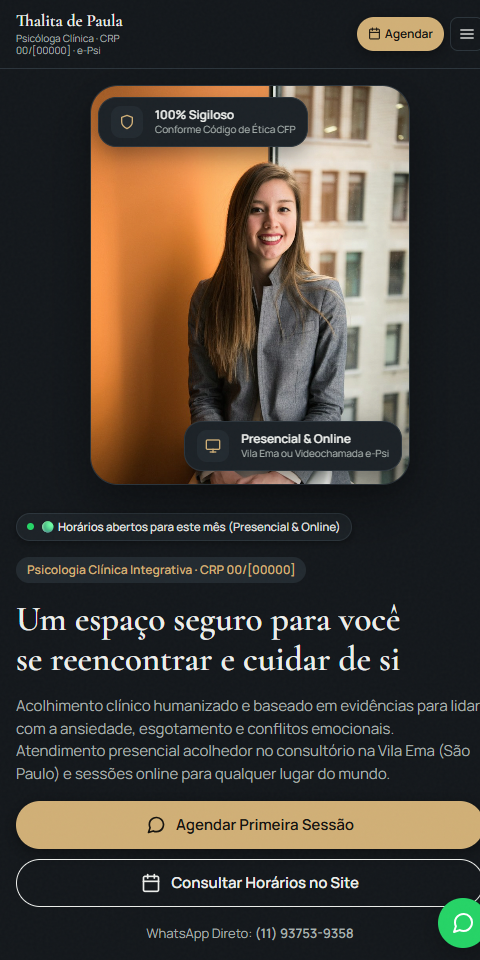 Thalita de Paula
Psicóloga Clínica · CRP
00/[00000] · e-Psi
Agendar
100% Sigiloso
Conforme Código de Ética CFP
Presencial & Online
Vila Ema ou Videochamada e-Psi
Horários abertos para este mês (Presencial & Online)
Psicologia Clínica Integrativa · CRP 00/[00000]
Um espaço seguro para você
se reencontrar e cuidar de si
Acolhimento clínico humanizado e baseado em evidências para lidar
com a ansiedade, esgotamento e conflitos emocionais.
Atendimento presencial acolhedor no consultório na Vila Ema (São
Paulo) e sessões online para qualquer lugar do mundo.
Agendar Primeira Sessão
Consultar Horários no Site
WhatsApp Direto: (11) 93753-9358